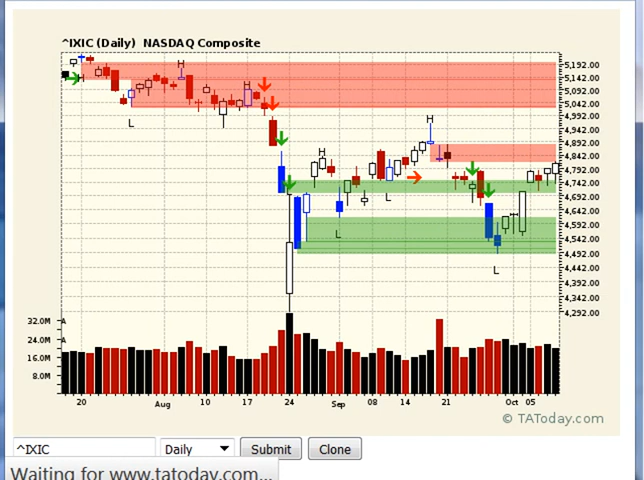 ^IXIC (Daily)  NASDAQ Composite
5,192.00
5,142.00
5,092.00
5,042.00
4,992.00
4,942.00
4,892.00
4,842.00
4,792.00
4,742.00
4,692.00
4,642.00
4,592.00
4,542.00
4,492.00
4,442.00
4,392.00
4,342.00
4,292.00
H
H
H
L
H
L
L
H
L
32.0M
24.0M
16.0M
8.0M
A
A
20 Aug 10 17 24 Sep 08 14 21 Oct 05
© TAToday.com
^IXIC Daily Submit Clone
Waiting for www.tatoday.com...